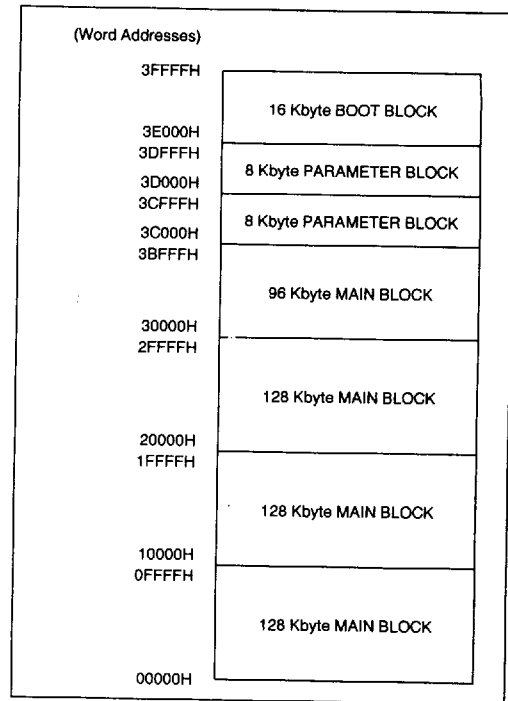 (Word Addresses)
3FFFFH
16 Kbyte BOOT BLOCK
3E000H
3DFFFH
8 Kbyte PARAMETER BLOCK
3D000H
3CFFFH
8 Kbyte PARAMETER BLOCK
3C000H
3BFFFH
96 Kbyte MAIN BLOCK
30000H
2FFFFH
128 Kbyte MAIN BLOCK
20000H
1FFFFH
128 Kbyte MAIN BLOCK
10000H
0FFFFH
128 Kbyte MAIN BLOCK
00000H